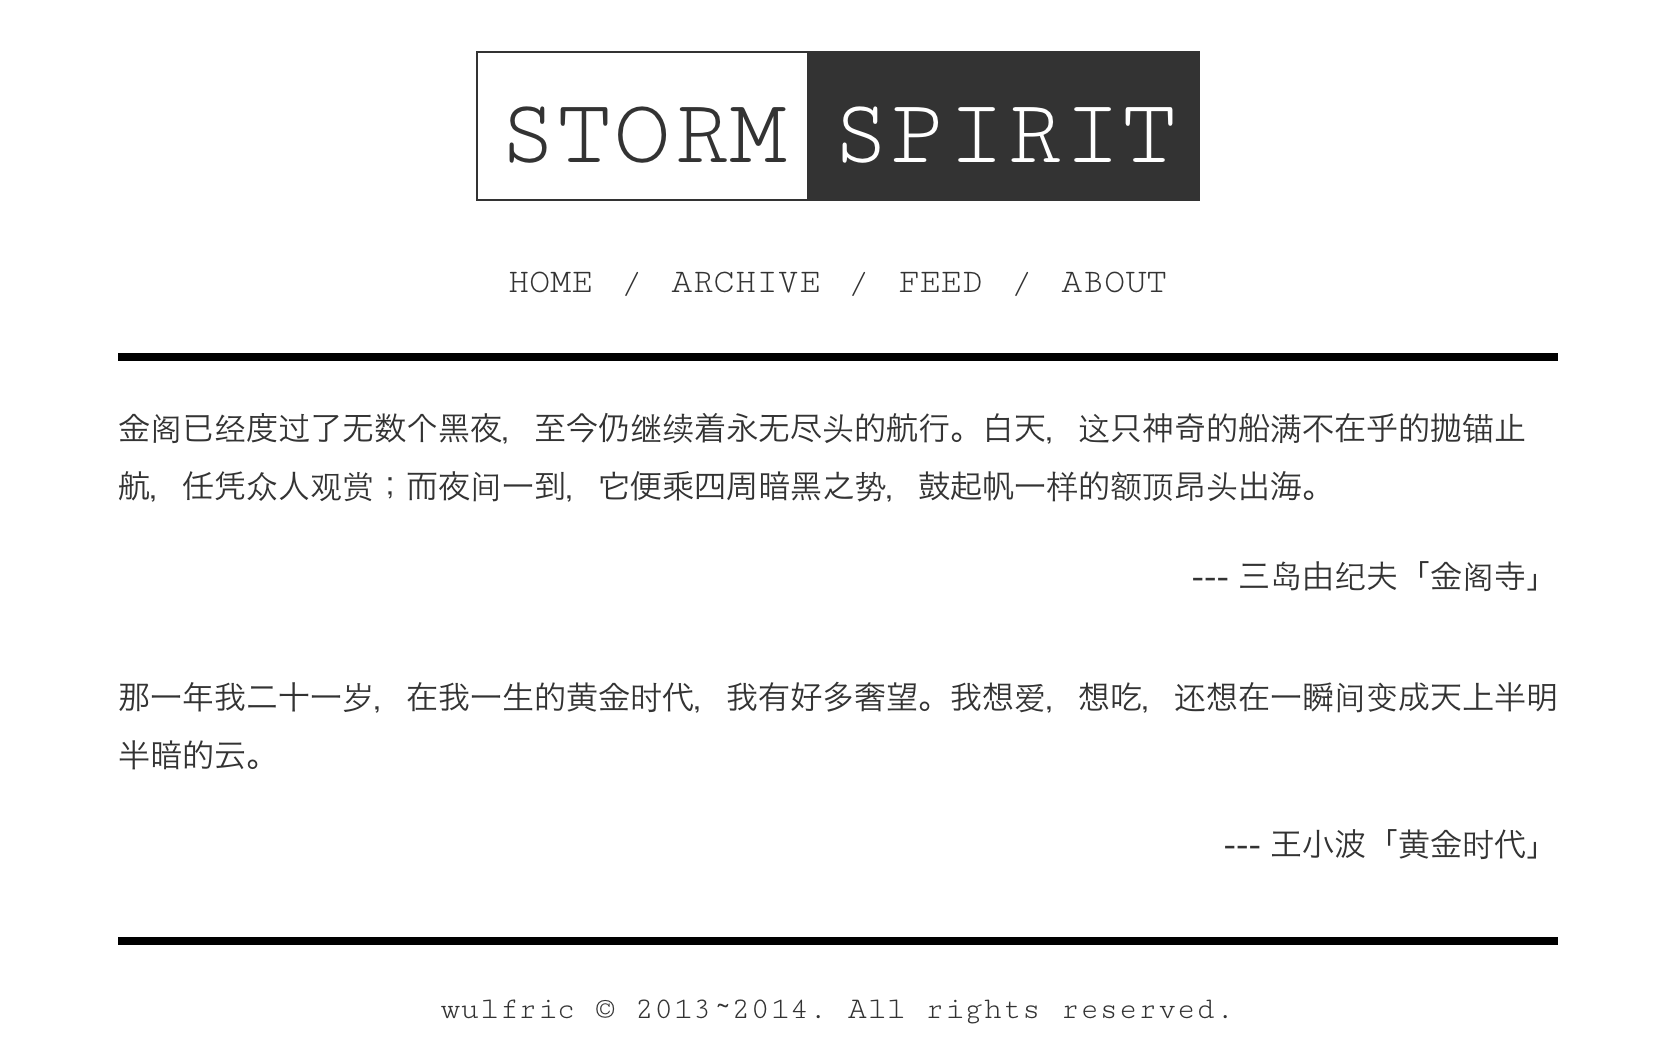 STORM SPIRIT
HOME / ARCHIVE / FEED / ABOUT
金阁已经度过了无数个黑夜，至今仍继续着永无尽头的航行。白天，这只神奇的船满不在乎的抛锚止
航，任凭众人观赏；而夜间一到，它便乘四周暗黑之势，鼓起帆一样的额顶昂头出海。
--- 三岛由纪夫「金阁寺」
那一年我二十一岁，在我一生的黄金时代，我有好多奢望。我想爱，想吃，还想在一瞬间变成天上半明
半暗的云。
--- 王小波「黄金时代」
wulfric © 2013~2014. All rights reserved.